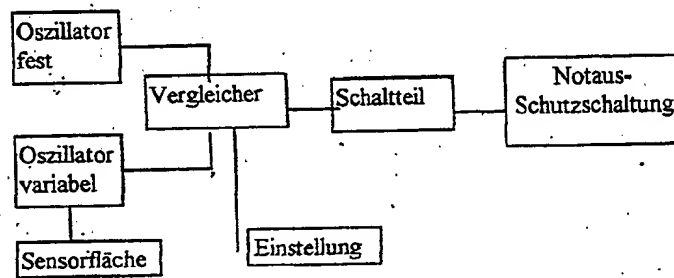 Oszillator
fest
Vergleicher
Schaltteil
Notaus-
Schutzschaltung
Oszillator
variabel
Sensorfläche
Einstellung